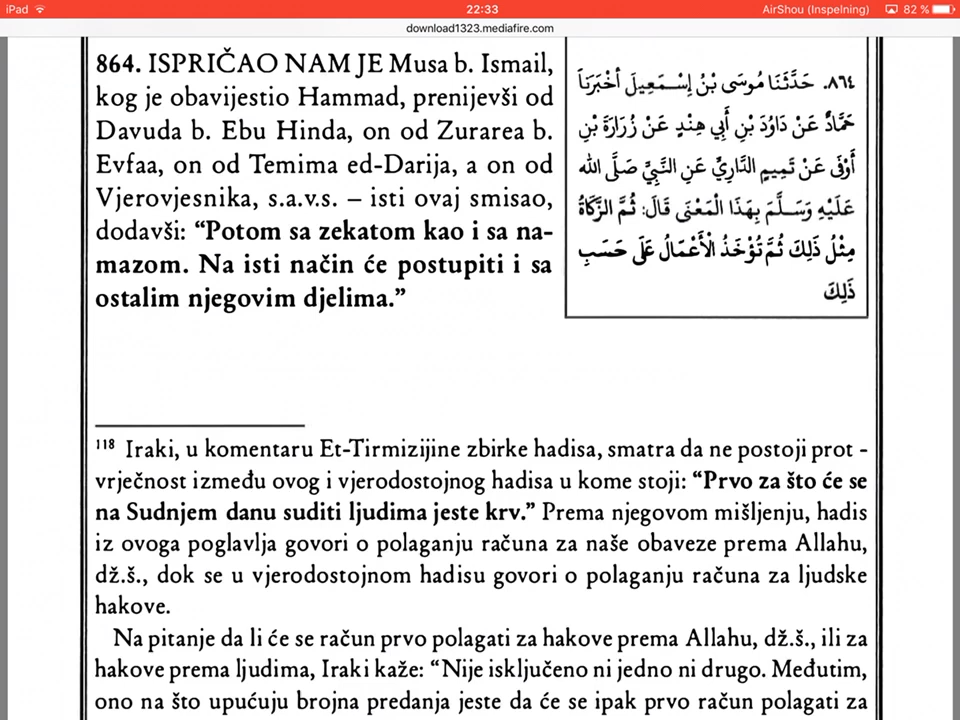 iPad 22:33 AirShou (Inspelning) 82 %
download1323.mediafire.com
864. ISPRIČAO NAM JE Musa b. Ismail,
kog je obavijestio Hammad, prenijevši od
Davuda b. Ebu Hinda, on od Zurarea b.
Evfaa, on od Temima ed-Darija, a on od
Vjerovjesnika, s.a.v.s. – isti ovaj smisao,
dodavši: “Potom sa zekatom kao i sa na-
mazom. Na isti način će postupiti i sa
ostalim njegovim djelima.”
٨٦٤. حَدَّثَنَا مُوسَى بْنُ إِسْمَعِيلَ أَخْبَرَنَا
حَمَّادٌ عَنْ دَاوُدَ بْنِ أَبِي هِنْدٍ عَنْ زُرَارَةَ بْنِ
أَوْفَى عَنْ تَمِيمٍ الدَّارِيِّ عَنِ النَّبِيِّ صَلَّى الله
عَلَيْهِ وَسَلَّمَ بِهَذَا الْمَعْنَى قَالَ: ثُمَّ الزَّكَاةُ
مِثْلُ ذَلِكَ ثُمَّ تُؤْخَذُ الْأَعْمَالُ عَلَى حَسَبِ
ذَلِكَ
118 Iraki, u komentaru Et-Tirmizijine zbirke hadisa, smatra da ne postoji prot -
vrječnost između ovog i vjerodostojnog hadisa u kome stoji: “Prvo za što će se
na Sudnjem danu suditi ljudima jeste krv.” Prema njegovom mišljenju, hadis
iz ovoga poglavlja govori o polaganju računa za naše obaveze prema Allahu,
dž.š., dok se u vjerodostojnom hadisu govori o polaganju računa za ljudske
hakove.
Na pitanje da li će se račun prvo polagati za hakove prema Allahu, dž.š., ili za
hakove prema ljudima, Iraki kaže: “Nije isključeno ni jedno ni drugo. Međutim,
ono na što upućuju brojna predanja jeste da će se ipak prvo račun polagati za